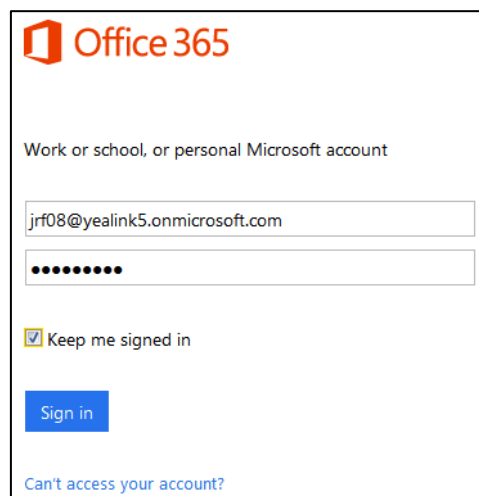 Office 365
Work or school, or personal Microsoft account
jrf08@yealink5.onmicrosoft.com
●●●●●●●●●
Keep me signed in
Sign in
Can't access your account?